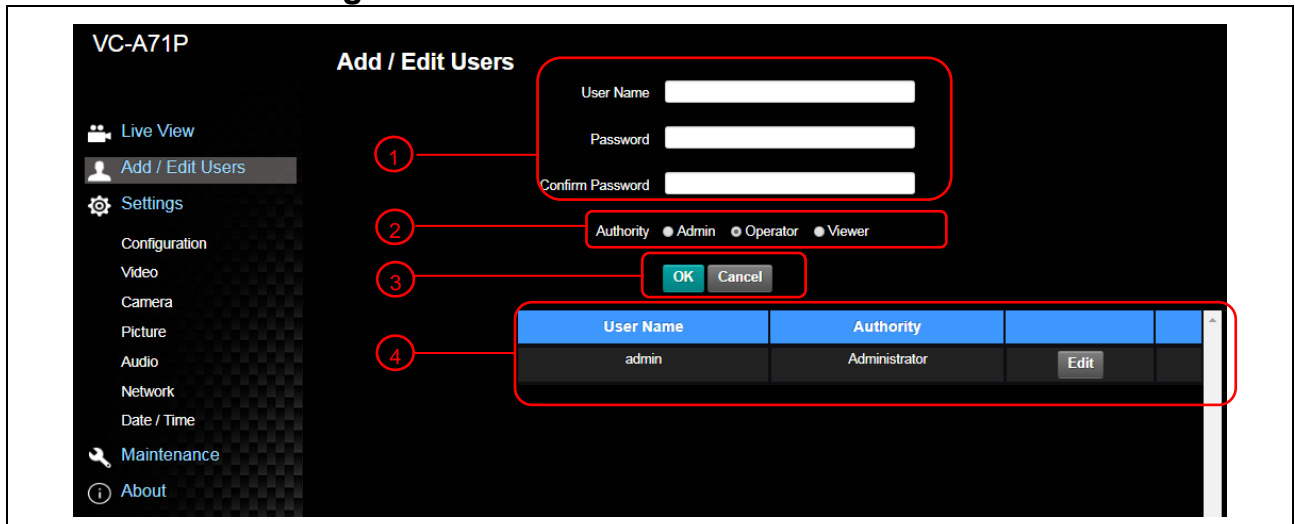 VC-A71P
Live View
Add / Edit Users
Settings
Configuration
Video
Camera
Picture
Audio
Network
Date / Time
Maintenance
About
Add / Edit Users
1
User Name
Password
Confirm Password
2
Authority Admin Operator Viewer
3
OK Cancel
4
User Name Authority
admin Administrator Edit